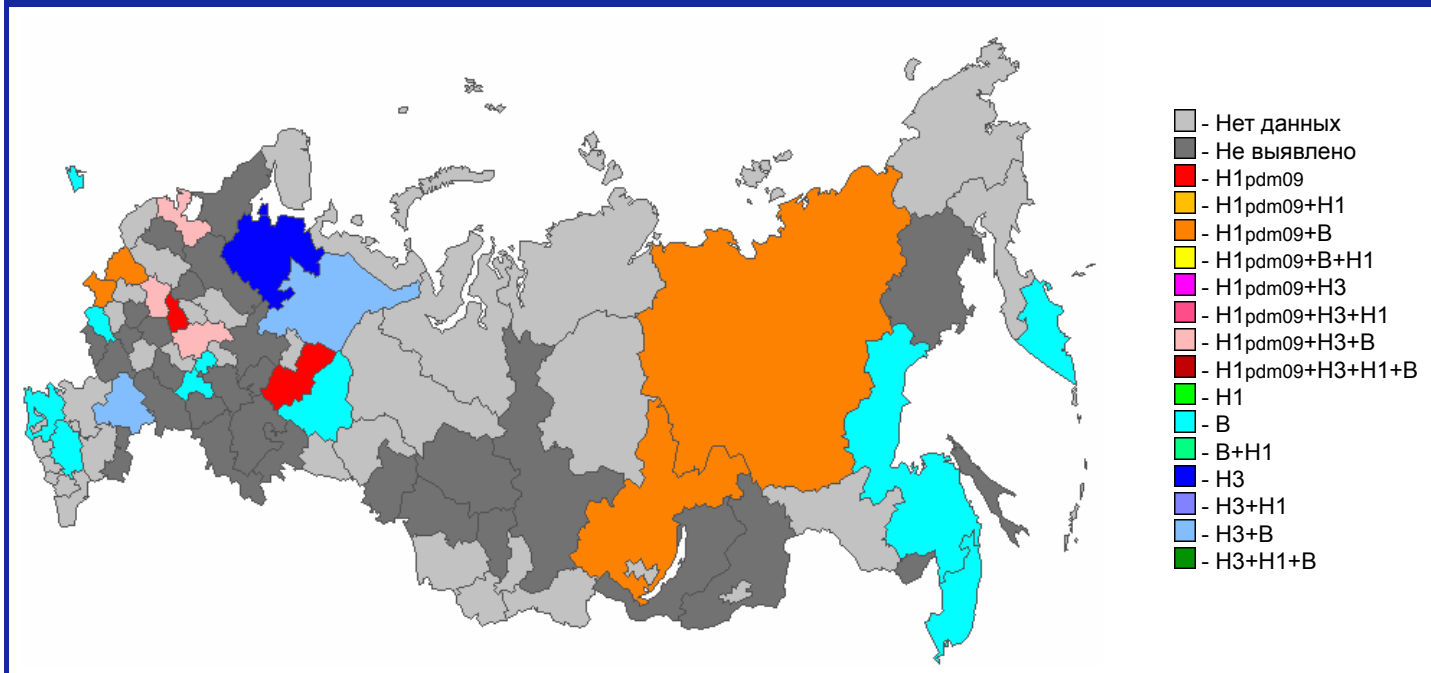 - Нет данных
- Не выявлено
- H1pdm09
- H1pdm09+H1
- H1pdm09+B
- H1pdm09+B+H1
- H1pdm09+H3
- H1pdm09+H3+H1
- H1pdm09+H3+B
- H1pdm09+H3+H1+B
- H1
- B
- B+H1
- H3
- H3+H1
- H3+B
- H3+H1+B